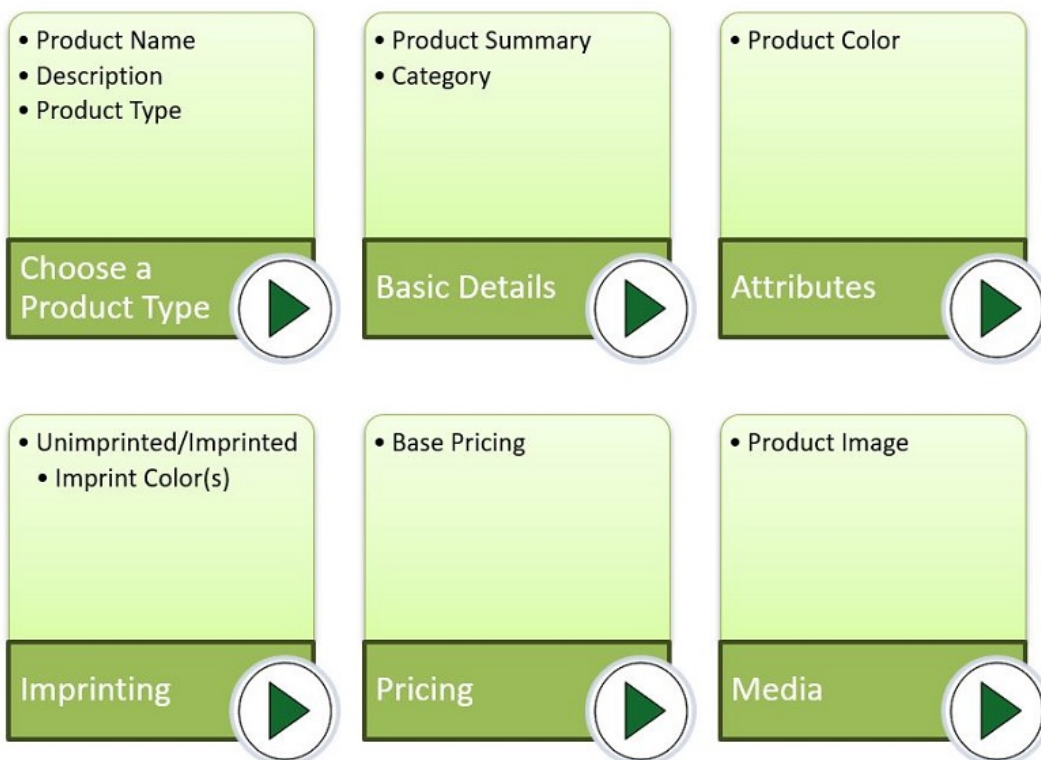 • Product Name
• Description
• Product Type
Choose a
Product Type
• Product Summary
• Category
Basic Details
• Product Color
Attributes
• Unimprinted/Imprinted
• Imprint Color(s)
Imprinting
• Base Pricing
Pricing
• Product Image
Media